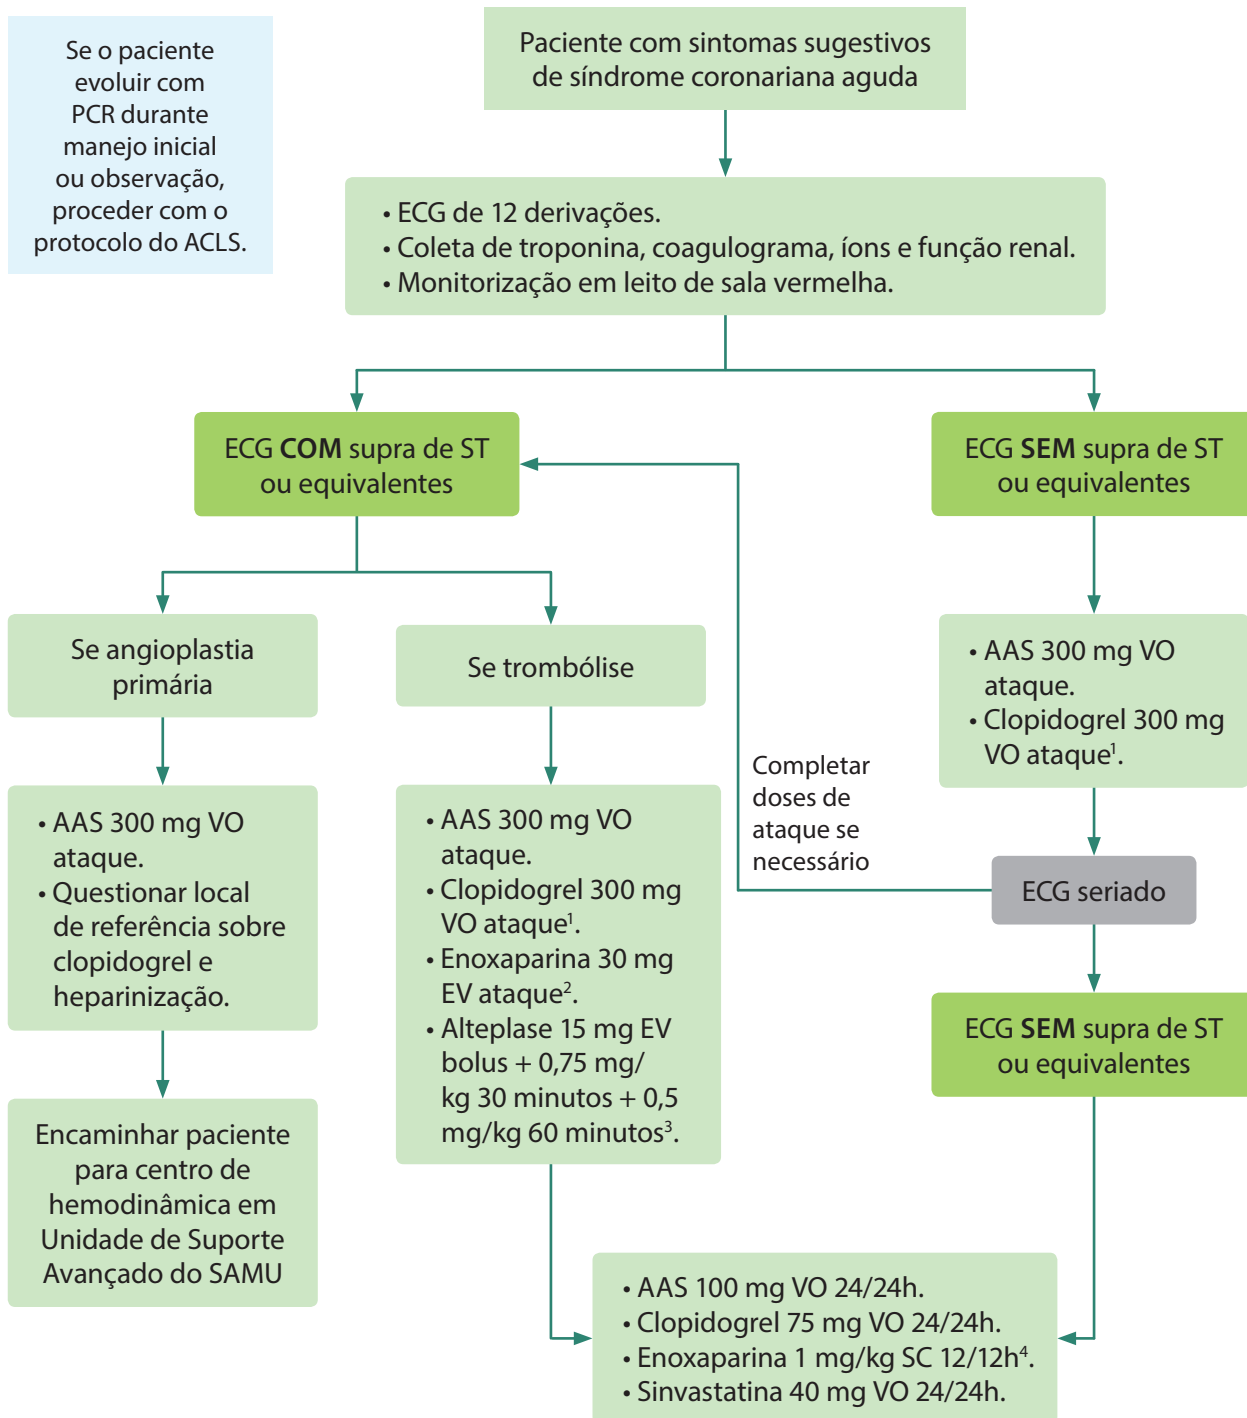 Se o paciente
evoluir com
PCR durante
manejo inicial
ou observação,
proceder com o
protocolo do ACLS.
Paciente com sintomas sugestivos
de síndrome coronariana aguda
• ECG de 12 derivações.
• Coleta de troponina, coagulograma, íons e função renal.
• Monitorização em leito de sala vermelha.
ECG COM supra de ST
ou equivalentes
ECG SEM supra de ST
ou equivalentes
Se angioplastia
primária
Se trombólise
• AAS 300 mg VO
ataque.
• Clopidogrel 300 mg
VO ataque¹.
• AAS 300 mg VO
ataque.
• Questionar local
de referência sobre
clopidogrel e
heparinização.
• AAS 300 mg VO
ataque.
• Clopidogrel 300 mg
VO ataque¹.
• Enoxaparina 30 mg
EV ataque².
• Alteplase 15 mg EV
bolus + 0,75 mg/
kg 30 minutos + 0,5
mg/kg 60 minutos³.
Completar
doses de
ataque se
necessário
ECG seriado
ECG SEM supra de ST
ou equivalentes
Encaminhar paciente
para centro de
hemodinâmica em
Unidade de Suporte
Avançado do SAMU
• AAS 100 mg VO 24/24h.
• Clopidogrel 75 mg VO 24/24h.
• Enoxaparina 1 mg/kg SC 12/12h⁴.
• Sinvastatina 40 mg VO 24/24h.